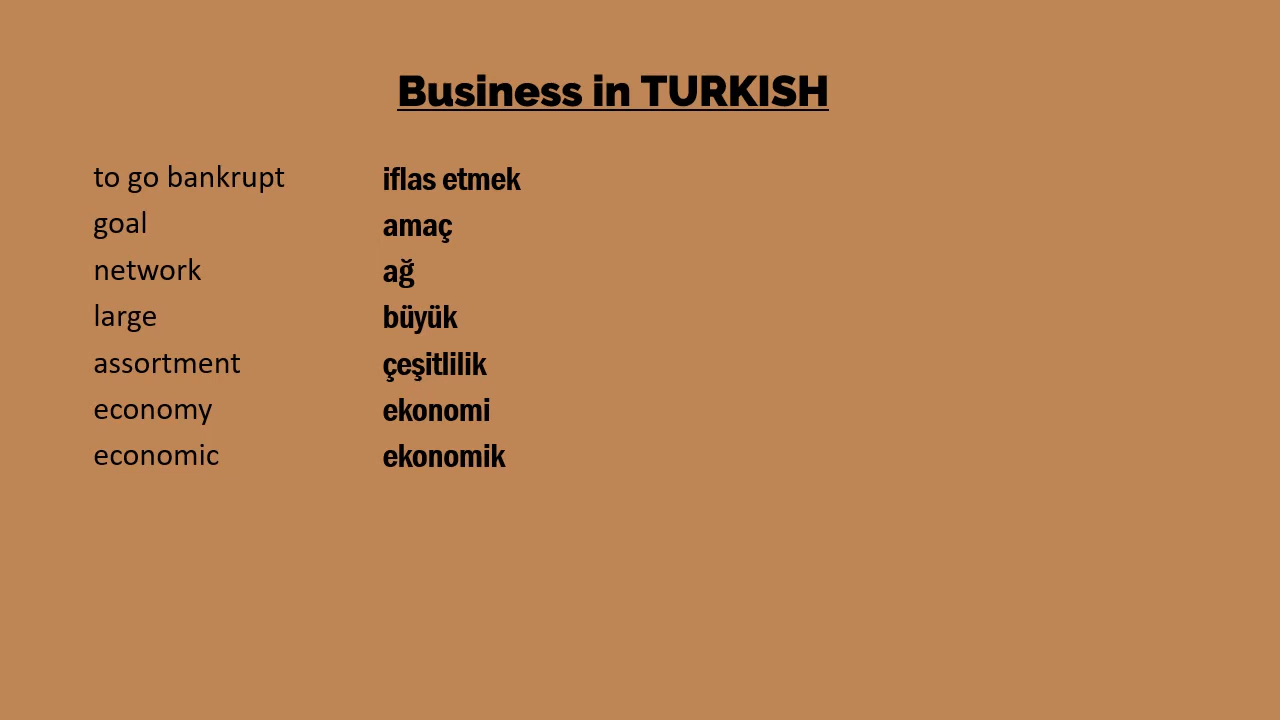 Business in TURKISH
to go bankrupt iflas etmek
goal amaç
network ağ
large büyük
assortment çeşitlilik
economy ekonomi
economic ekonomik